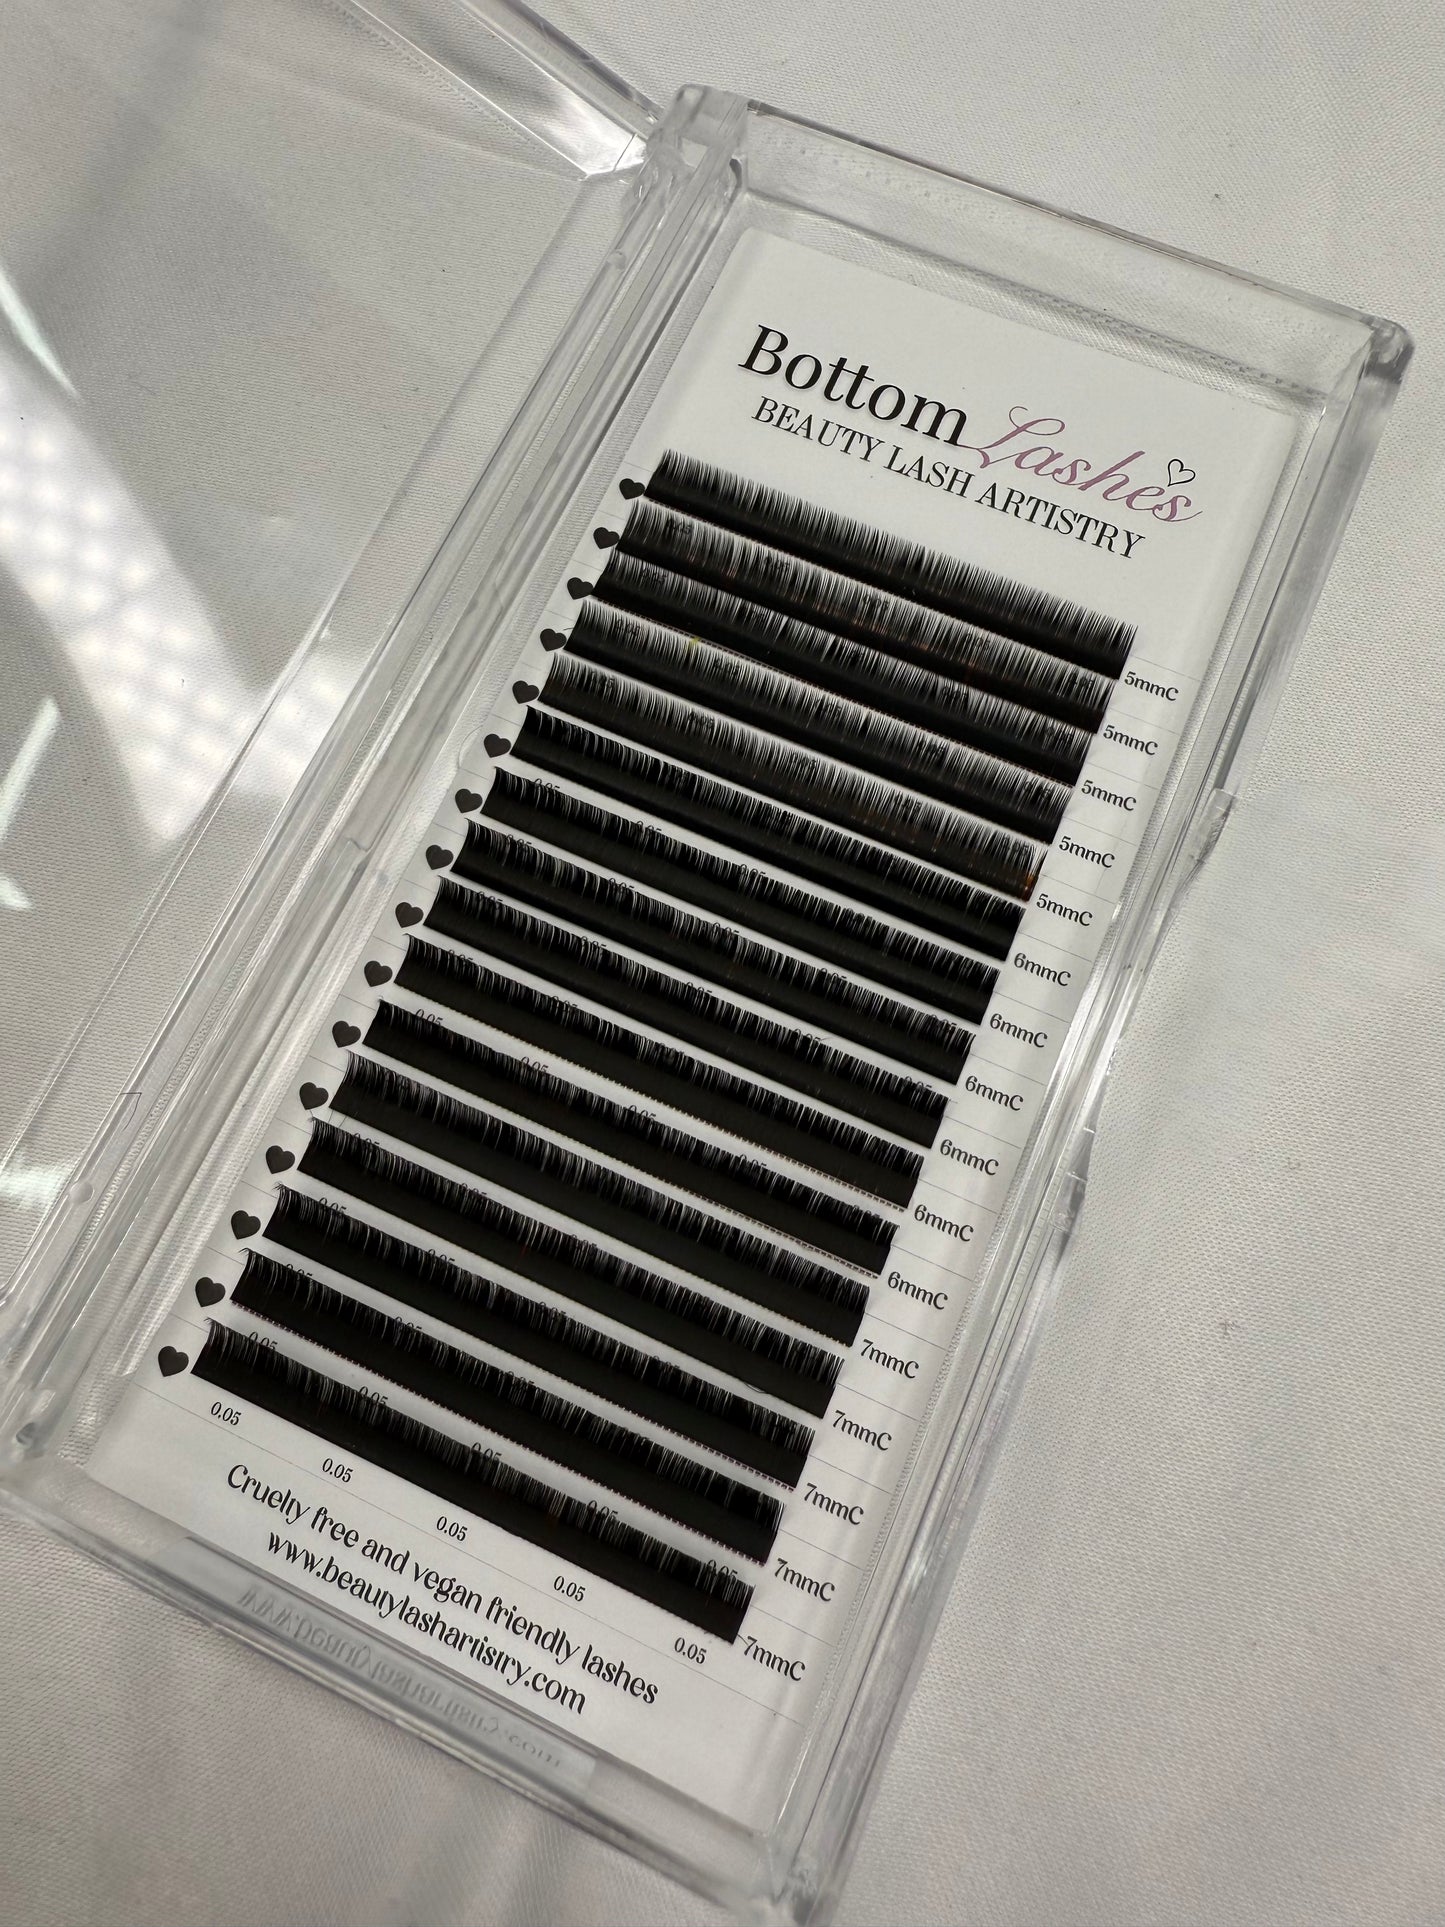 Bottom Lashes
BEAUTY LASH ARTISTRY
5mmC
5mmC
5mmC
5mmC
5mmC
6mmC
6mmC
6mmC
6mmC
6mmC
6mmC
7mmC
7mmC
7mmC
7mmC
7mmC
0.05 0.05 0.05 0.05 0.05
Cruelty free and vegan friendly lashes
www.beautylashartistry.com